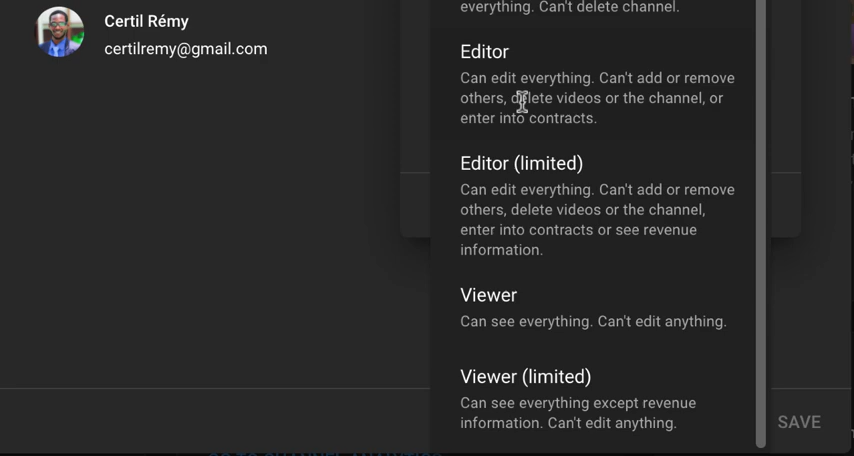 everything. Can't delete channel.
Certil Rémy
certilremy@gmail.com
Editor
Can edit everything. Can't add or remove
others, delete videos or the channel, or
enter into contracts.
Editor (limited)
Can edit everything. Can't add or remove
others, delete videos or the channel,
enter into contracts or see revenue
information.
Viewer
Can see everything. Can't edit anything.
Viewer (limited)
Can see everything except revenue
information. Can't edit anything.
SAVE